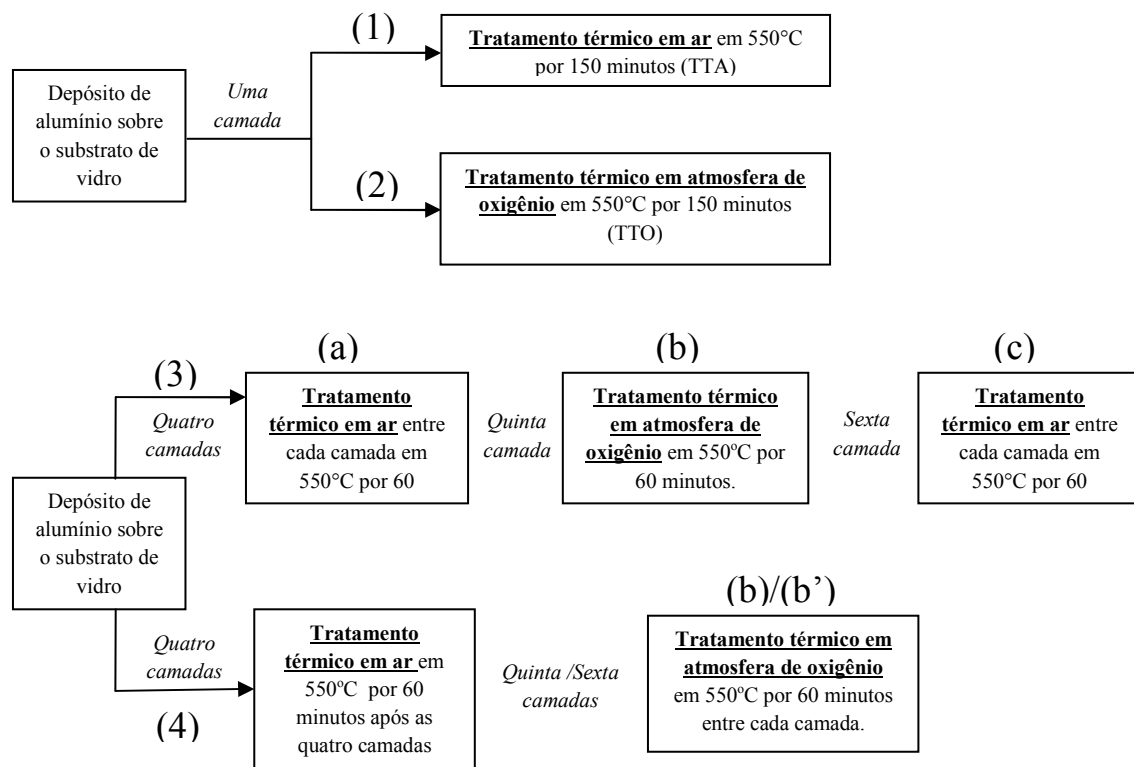 (1)
Tratamento térmico em ar em 550°C
por 150 minutos (TTA)
Depósito de
alumínio sobre
o substrato de
vidro
Uma
camada
(2)
Tratamento térmico em atmosfera de
oxigênio em 550°C por 150 minutos
(TTO)
(3)
Quatro
camadas
(a)
Tratamento
térmico em ar entre
cada camada em
550°C por 60
Quinta
camada
(b)
Tratamento térmico
em atmosfera de
oxigênio em 550ºC por
60 minutos.
Sexta
camada
(c)
Tratamento
térmico em ar entre
cada camada em
550°C por 60
Depósito de
alumínio sobre
o substrato de
vidro
Quatro
camadas
(4)
Tratamento
térmico em ar em
550ºC por 60
minutos após as
quatro camadas
Quinta /Sexta
camadas
(b)/(b’)
Tratamento térmico em
atmosfera de oxigênio
em 550ºC por 60 minutos
entre cada camada.